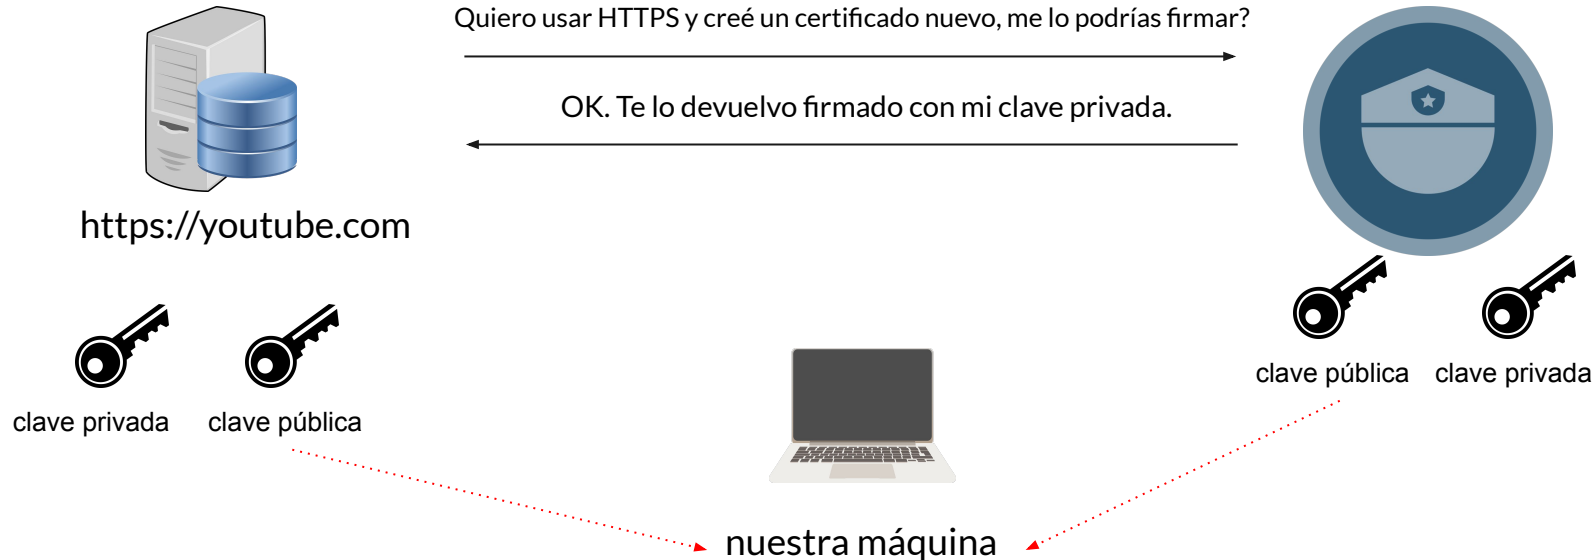 Quiero usar HTTPS y creé un certificado nuevo, me lo podrías firmar?
OK. Te lo devuelvo firmado con mi clave privada.
https://youtube.com
clave pública
clave privada
clave privada
clave pública
nuestra máquina